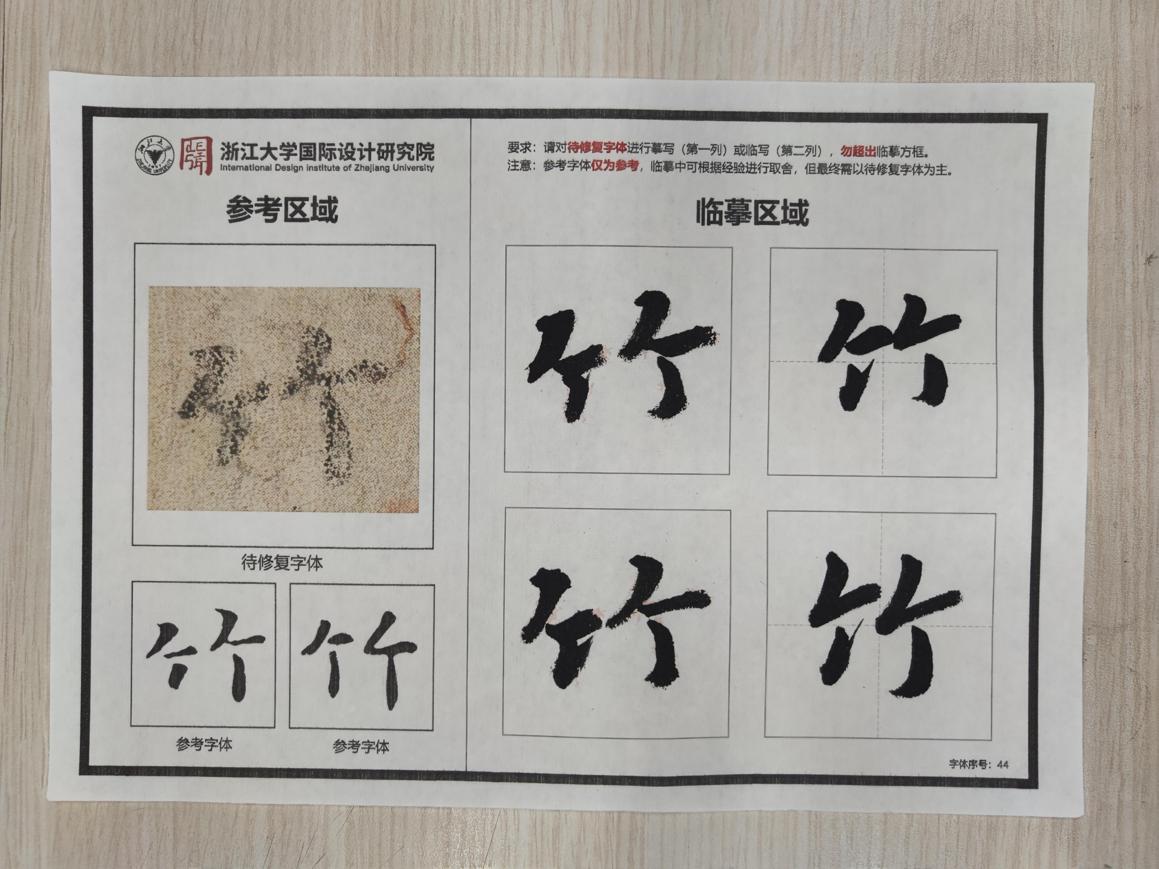 浙江大学国际设计研究院
International Design Institute of Zhejiang University
参考区域
竹
待修复字体
竹
竹
参考字体
参考字体
要求：请对待修复字体进行摹写（第一列）或临写（第二列），勿超出临摹方框。
注意：参考字体仅为参考，临摹中可根据经验进行取舍，但最终需以待修复字体为主。
临摹区域
竹
竹
竹
竹
字体序号：44